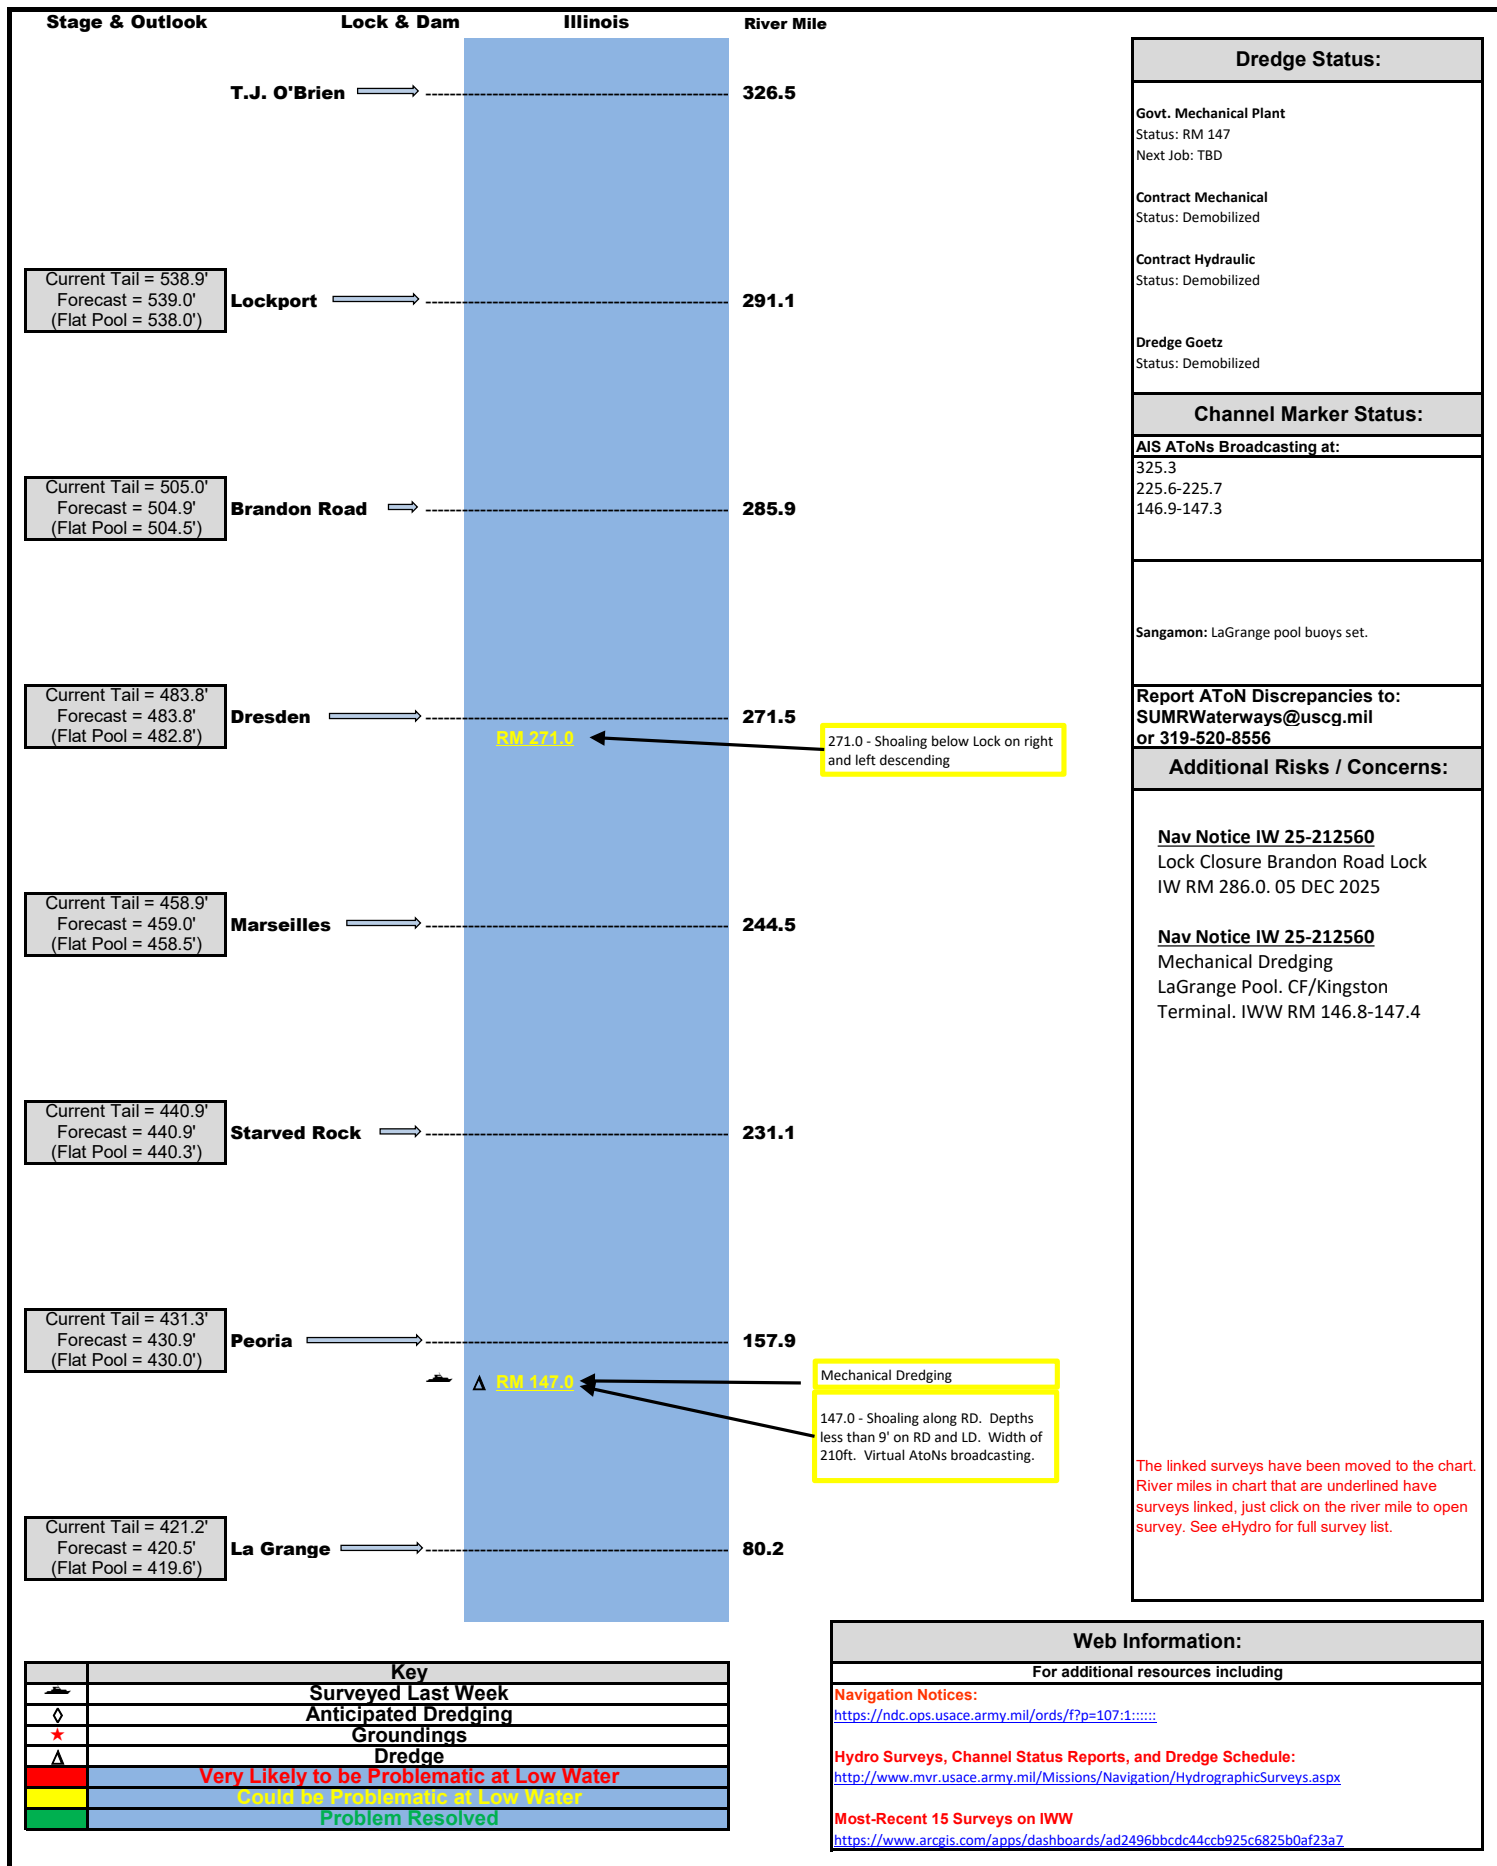 Stage & Outlook
Lock & Dam
Illinois
River Mile
T.J. O'Brien
326.5
Current Tail = 538.9'
Forecast = 539.0'
(Flat Pool = 538.0')
Lockport
291.1
Current Tail = 505.0'
Forecast = 504.9'
(Flat Pool = 504.5')
Brandon Road
285.9
Current Tail = 483.8'
Forecast = 483.8'
(Flat Pool = 482.8')
Dresden
271.5
RM 271.0
271.0 - Shoaling below Lock on right
and left descending
Current Tail = 458.9'
Forecast = 459.0'
(Flat Pool = 458.5')
Marseilles
244.5
Current Tail = 440.9'
Forecast = 440.9'
(Flat Pool = 440.3')
Starved Rock
231.1
Current Tail = 431.3'
Forecast = 430.9'
(Flat Pool = 430.0')
Peoria
157.9
RM 147.0
Mechanical Dredging
147.0 - Shoaling along RD. Depths
less than 9' on RD and LD. Width of
210ft. Virtual AtoNs broadcasting.
Current Tail = 421.2'
Forecast = 420.5'
(Flat Pool = 419.6')
La Grange
80.2
Dredge Status:
Govt. Mechanical Plant
Status: RM 147
Next Job: TBD
Contract Mechanical
Status: Demobilized
Contract Hydraulic
Status: Demobilized
Dredge Goetz
Status: Demobilized
Channel Marker Status:
AIS AToNs Broadcasting at:
325.3
225.6-225.7
146.9-147.3
Sangamon: LaGrange pool buoys set.
Report AToN Discrepancies to:
SUMRWaterways@uscg.mil
or 319-520-8556
Additional Risks / Concerns:
Nav Notice IW 25-212560
Lock Closure Brandon Road Lock
IW RM 286.0. 05 DEC 2025
Nav Notice IW 25-212560
Mechanical Dredging
LaGrange Pool. CF/Kingston
Terminal. IWW RM 146.8-147.4
The linked surveys have been moved to the chart.
River miles in chart that are underlined have
surveys linked, just click on the river mile to open
survey. See eHydro for full survey list.
Key
Surveyed Last Week
Anticipated Dredging
Groundings
Dredge
Very Likely to be Problematic at Low Water
Could be Problematic at Low Water
Problem Resolved
Web Information:
For additional resources including
Navigation Notices:
https://ndc.ops.usace.army.mil/ords/f?p=107:1::::::
Hydro Surveys, Channel Status Reports, and Dredge Schedule:
http://www.mvr.usace.army.mil/Missions/Navigation/HydrographicSurveys.aspx
Most-Recent 15 Surveys on IWW
https://www.arcgis.com/apps/dashboards/ad2496bbcdc44ccb925c6825b0af23a7